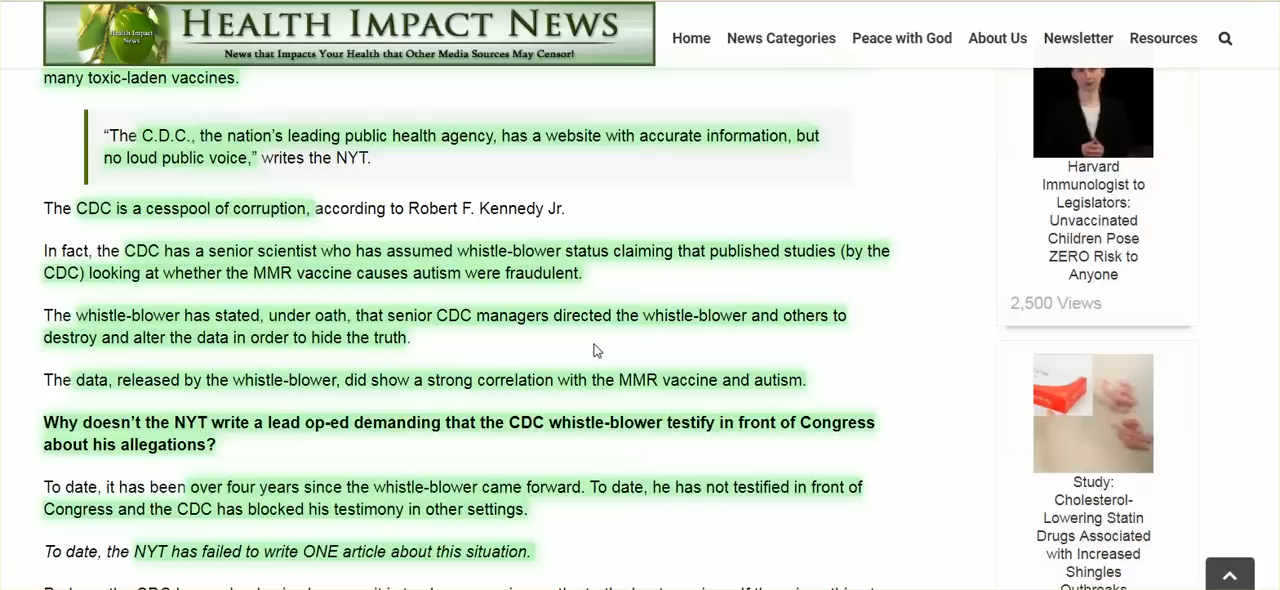 Health Impact News
HEALTH IMPACT NEWS
News that Impacts Your Health that Other Media Sources May Censor!
Home News Categories Peace with God About Us Newsletter Resources
many toxic-laden vaccines.
“The C.D.C., the nation’s leading public health agency, has a website with accurate information, but
no loud public voice,” writes the NYT.
The CDC is a cesspool of corruption, according to Robert F. Kennedy Jr.
In fact, the CDC has a senior scientist who has assumed whistle-blower status claiming that published studies (by the
CDC) looking at whether the MMR vaccine causes autism were fraudulent.
The whistle-blower has stated, under oath, that senior CDC managers directed the whistle-blower and others to
destroy and alter the data in order to hide the truth.
The data, released by the whistle-blower, did show a strong correlation with the MMR vaccine and autism.
Why doesn’t the NYT write a lead op-ed demanding that the CDC whistle-blower testify in front of Congress
about his allegations?
To date, it has been over four years since the whistle-blower came forward. To date, he has not testified in front of
Congress and the CDC has blocked his testimony in other settings.
To date, the NYT has failed to write ONE article about this situation.
Harvard
Immunologist to
Legislators:
Unvaccinated
Children Pose
ZERO Risk to
Anyone
2,500 Views
Study:
Cholesterol-
Lowering Statin
Drugs Associated
with Increased
Shingles
Outbreaks